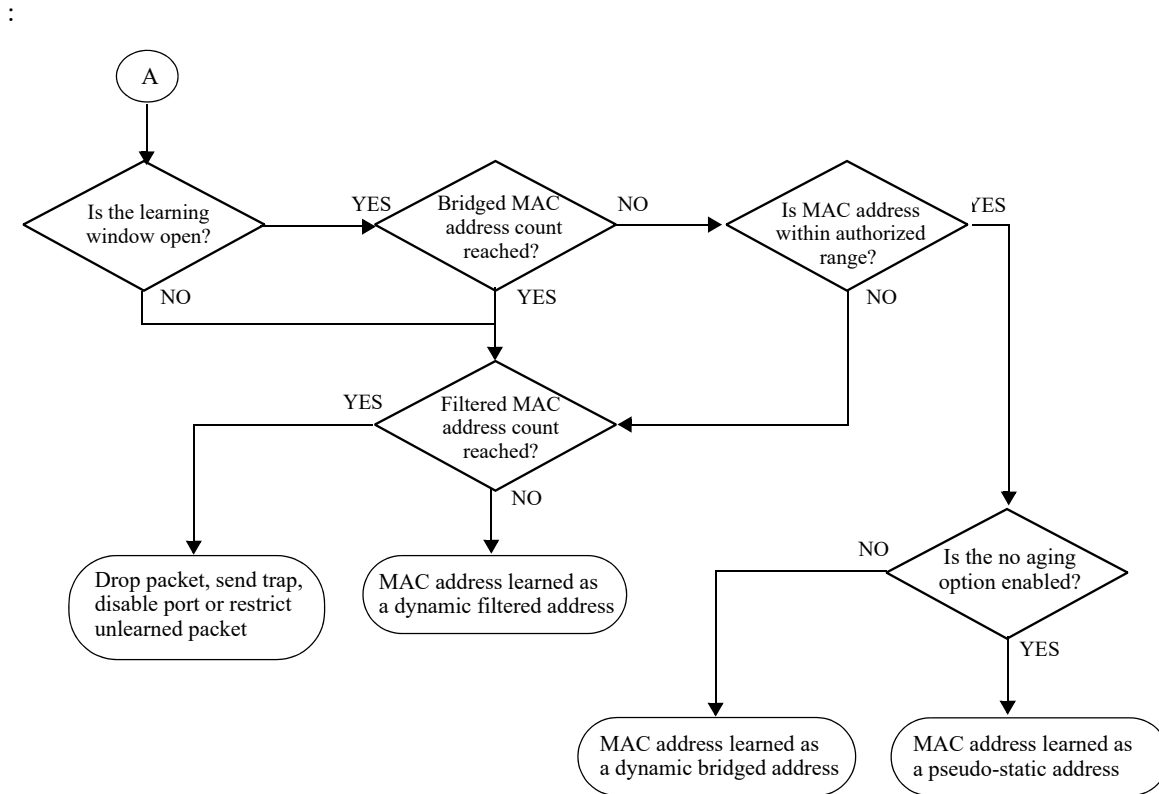 :
A
Is the learning
window open?
YES
Bridged MAC
address count
reached?
NO
Is MAC address
within authorized
range?
YES
NO
YES
NO
YES
Filtered MAC
address count
reached?
NO
Drop packet, send trap,
disable port or restrict
unlearned packet
MAC address learned as
a dynamic filtered address
NO
Is the no aging
option enabled?
YES
MAC address learned as
a dynamic bridged address
MAC address learned as
a pseudo-static address